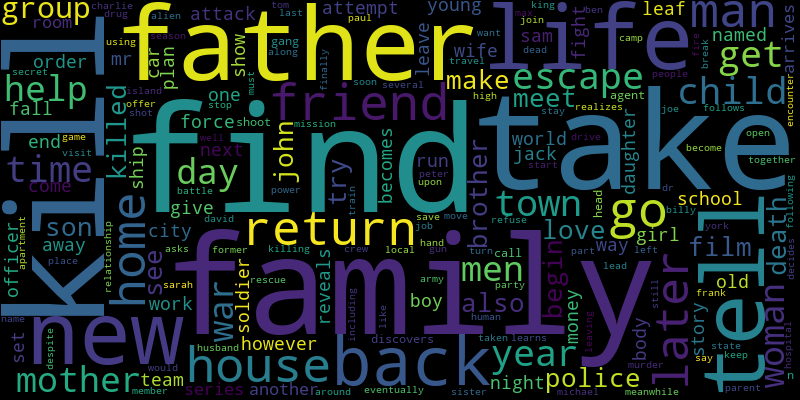 group
father
life
man
find
take
family
kill
tell
new
friend
escape
child
get
help
time
home
house
back
return
go
town
men
year
mother
police
later
woman
death
film
war
day
john
also
love
meet
make
leaf
named
arrives
attack
attempt
young
room
charlie
drug
alien
tom
last
paul
season
using
mr
car
plan
show
leave
wife
sam
fight
king
max
join
want
ben
dead
travel
camp
people
fire
break
encounter
order
secret
island
offer
shot
stop
gang
along
must
finally
soon
several
high
agent
realizes
joe
follows
fall
killed
one
force
shoot
mission
well
next
end
game
visit
come
ship
battle
power
train
try
becomes
run
peter
upon
brother
world
jack
stay
drive
start
daughter
become
open
together
dr
school
billy
following
decides
york
son
away
officer
apartment
place
relationship
city
see
work
give
david
asks
former
killing
sarah
rescue
soldier
reveals
crew
local
hand
gun
save
job
move
refuse
turn
call
army
party
human
begin
way
girl
head
part
left
lead
money
body
story
old
state
keep
say
frank
still
murder
parent
hospital
boy
including
like
discovers
taken
learns
leaving
however
husband
would
team
member
series
another
around
eventually
night
sister
michael
meanwhile
set
despite
name